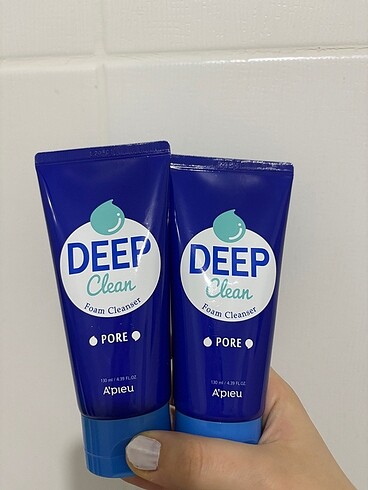 DEEP
Clean
Foam Cleanser
PORE
130 ml / 4.39 FL.OZ.
A'PIEU
DEEP
Clean
Foam Cleanser
PORE
130 ml / 4.39 FL.OZ.
A'PIEU